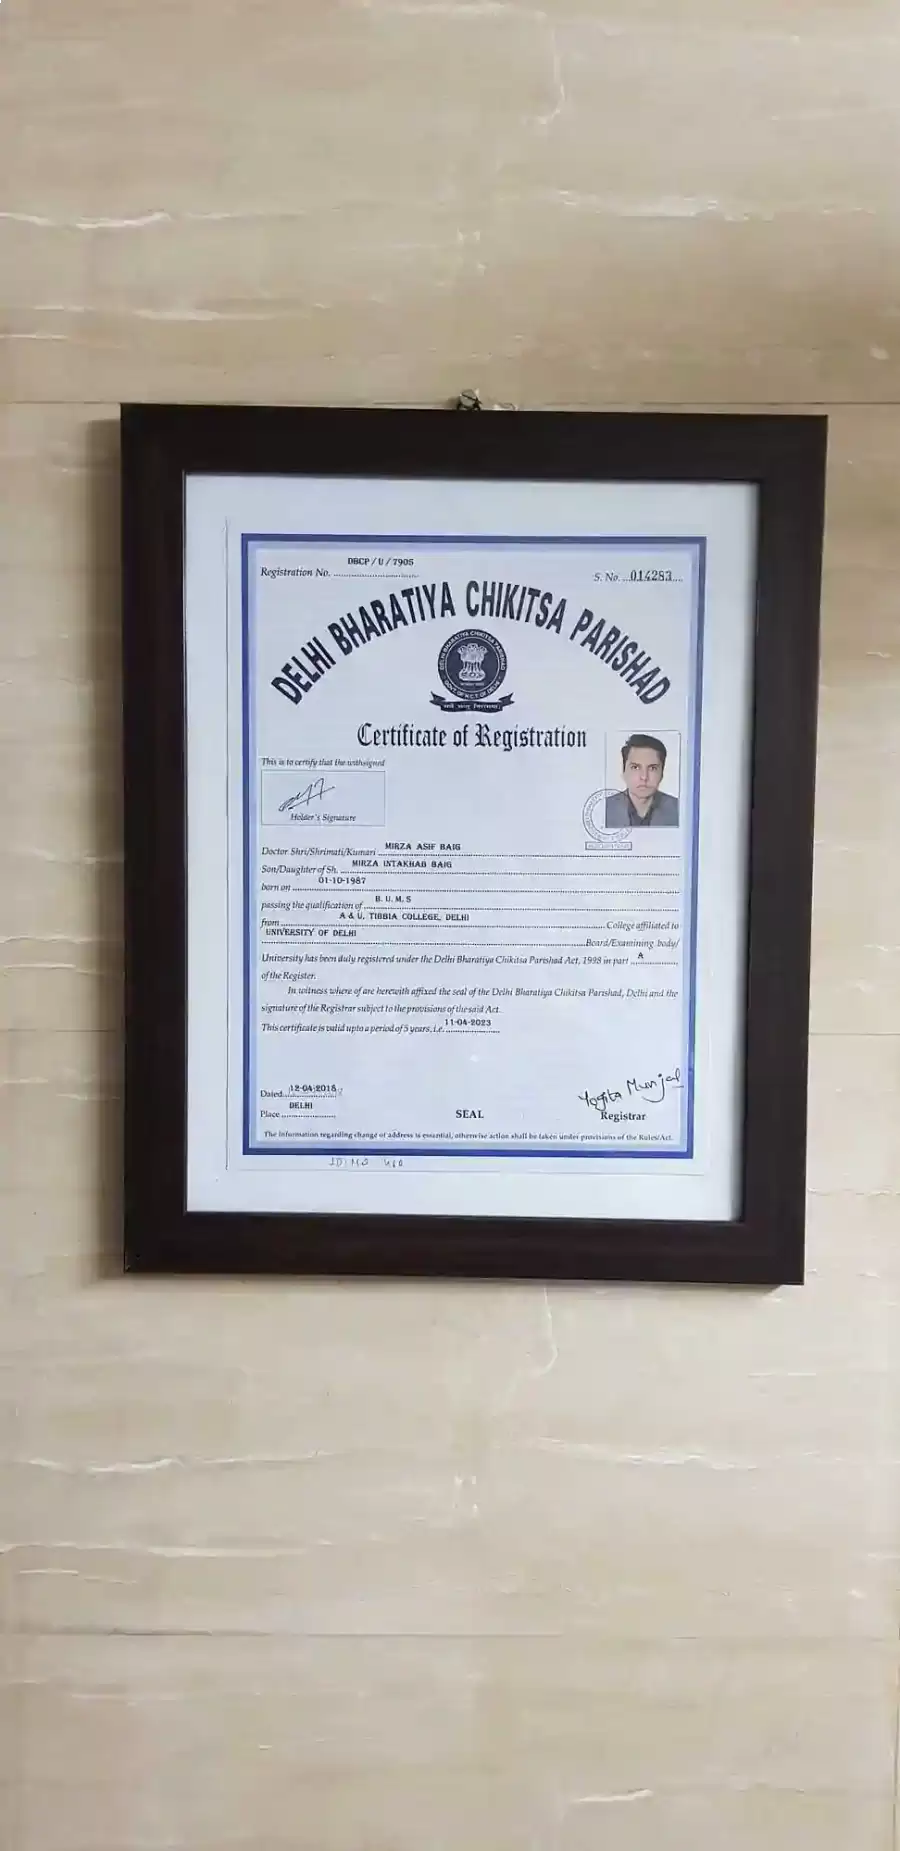 DBCP / U / 7905
Registration No.
S. No. 014283
DELHI BHARATIYA CHIKITSA PARISHAD
Certificate of Registration
This is to certify that the withsigned
Holder's Signature
Doctor Shri/Shrimati/Kumari MIRZA ASIF BAIG
Son/Daughter of Sh. MIRZA INTAKHAB BAIG
born on 01-10-1987
passing the qualification of B. U. M. S
from A & U, TIBBIA COLLEGE, DELHI College affiliated to
UNIVERSITY OF DELHI Board/Examining body/
University has been duly registered under the Delhi Bharatiya Chikitsa Parishad Act, 1998 in part A
of the Register.
In witness where of are herewith affixed the seal of the Delhi Bharatiya Chikitsa Parishad, Delhi and the
signature of the Registrar subject to the provisions of the said Act.
This certificate is valid upto a period of 5 years, i.e. 11-04-2023
Dated 12-04-2018
Place DELHI
SEAL
Yogita Munjal
Registrar
The information regarding change of address is essential, otherwise action shall be taken under provisions of the Rules/Act.